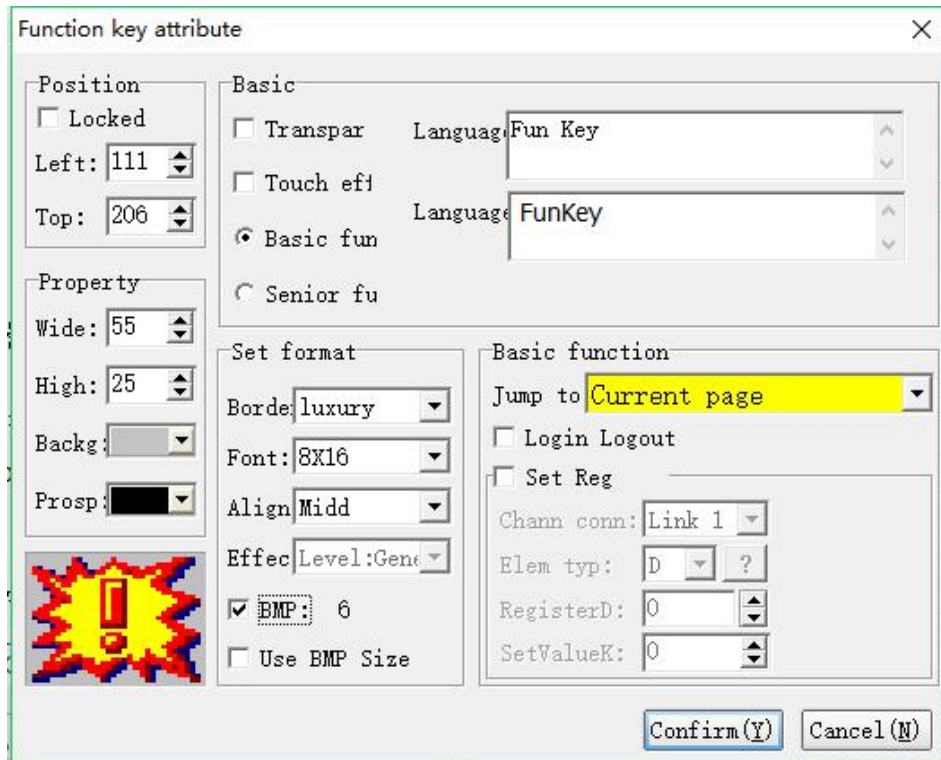 Function key attribute
Position
Locked
Left: 111
Top: 206
Property
Wide: 55
High: 25
Backg:
Prosp:
Basic
Transpar
Touch eff
Basic fun
Senior fu
Language Fun Key
Language FunKey
Set format
Borde luxury
Font: 8X16
Align Midd
Effec Level:Gene
BMP: 6
Use BMP Size
Basic function
Jump to Current page
Login Logout
Set Reg
Chann conn: Link 1
Elem typ: D ?
RegisterD: 0
SetValueK: 0
Confirm(Y) Cancel(N)